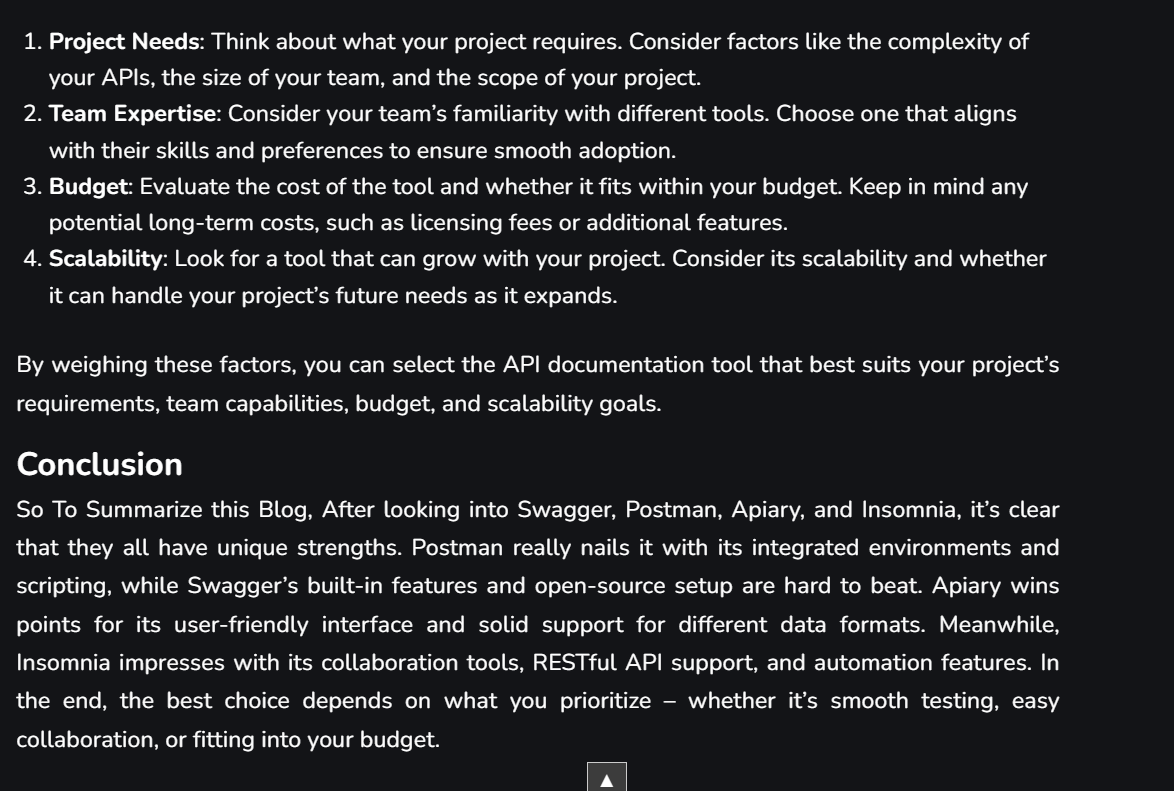 1. Project Needs: Think about what your project requires. Consider factors like the complexity of
your APIs, the size of your team, and the scope of your project.
2. Team Expertise: Consider your team’s familiarity with different tools. Choose one that aligns
with their skills and preferences to ensure smooth adoption.
3. Budget: Evaluate the cost of the tool and whether it fits within your budget. Keep in mind any
potential long-term costs, such as licensing fees or additional features.
4. Scalability: Look for a tool that can grow with your project. Consider its scalability and whether
it can handle your project’s future needs as it expands.
By weighing these factors, you can select the API documentation tool that best suits your project’s
requirements, team capabilities, budget, and scalability goals.
Conclusion
So To Summarize this Blog, After looking into Swagger, Postman, Apiary, and Insomnia, it’s clear
that they all have unique strengths. Postman really nails it with its integrated environments and
scripting, while Swagger’s built-in features and open-source setup are hard to beat. Apiary wins
points for its user-friendly interface and solid support for different data formats. Meanwhile,
Insomnia impresses with its collaboration tools, RESTful API support, and automation features. In
the end, the best choice depends on what you prioritize – whether it’s smooth testing, easy
collaboration, or fitting into your budget.